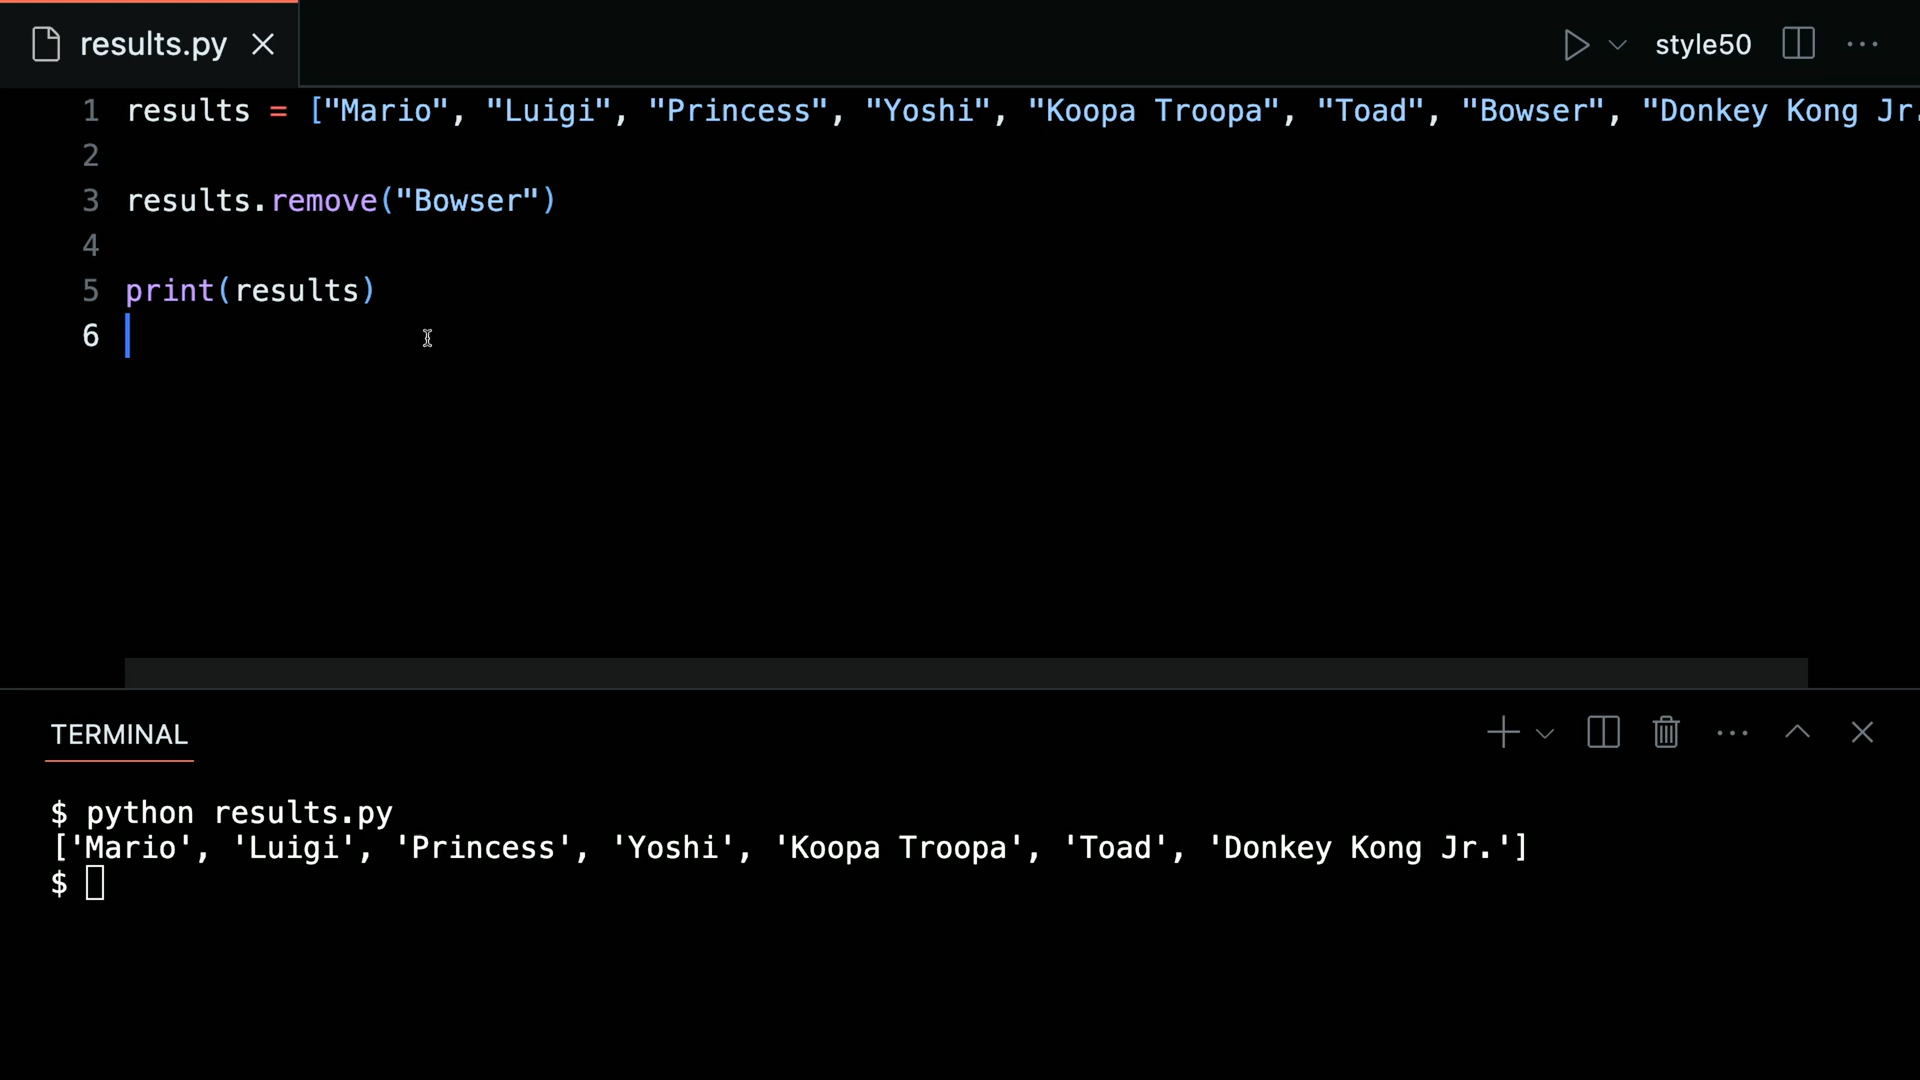 results.py
style50
1 results = ["Mario", "Luigi", "Princess", "Yoshi", "Koopa Troopa", "Toad", "Bowser", "Donkey Kong Jr.
2
3 results.remove("Bowser")
4
5 print(results)
6
TERMINAL
$ python results.py
['Mario', 'Luigi', 'Princess', 'Yoshi', 'Koopa Troopa', 'Toad', 'Donkey Kong Jr.']
$